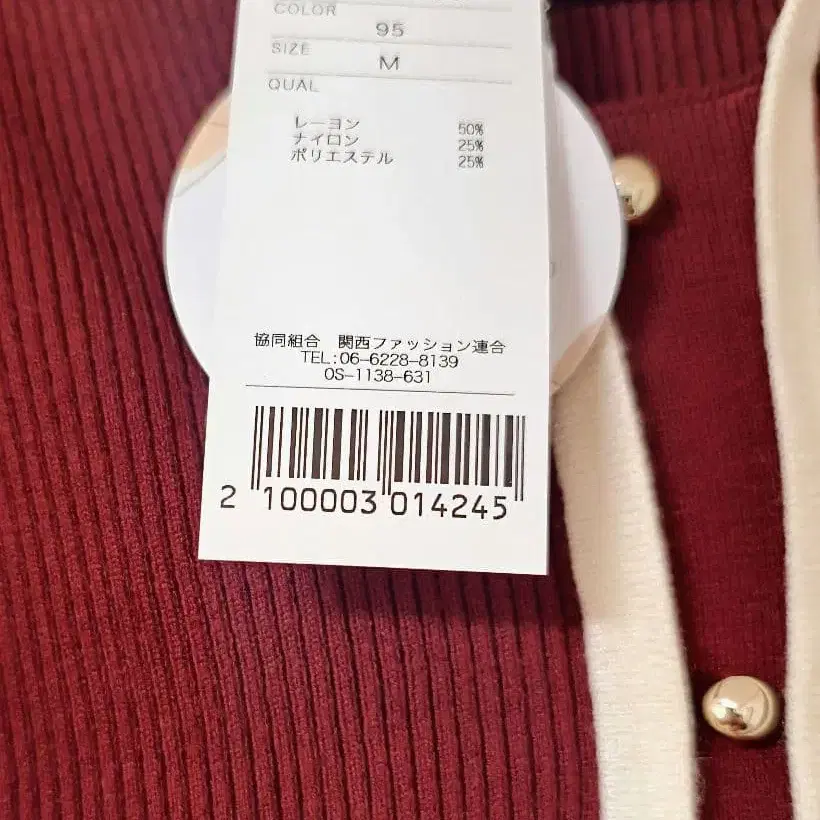 COLOR
95
SIZE
M
QUAL
レーヨン 50%
ナイロン 25%
ポリエステル 25%
協同組合 関西ファッション連合
TEL:06-6228-8139
OS-1138-631
2 100003 014245